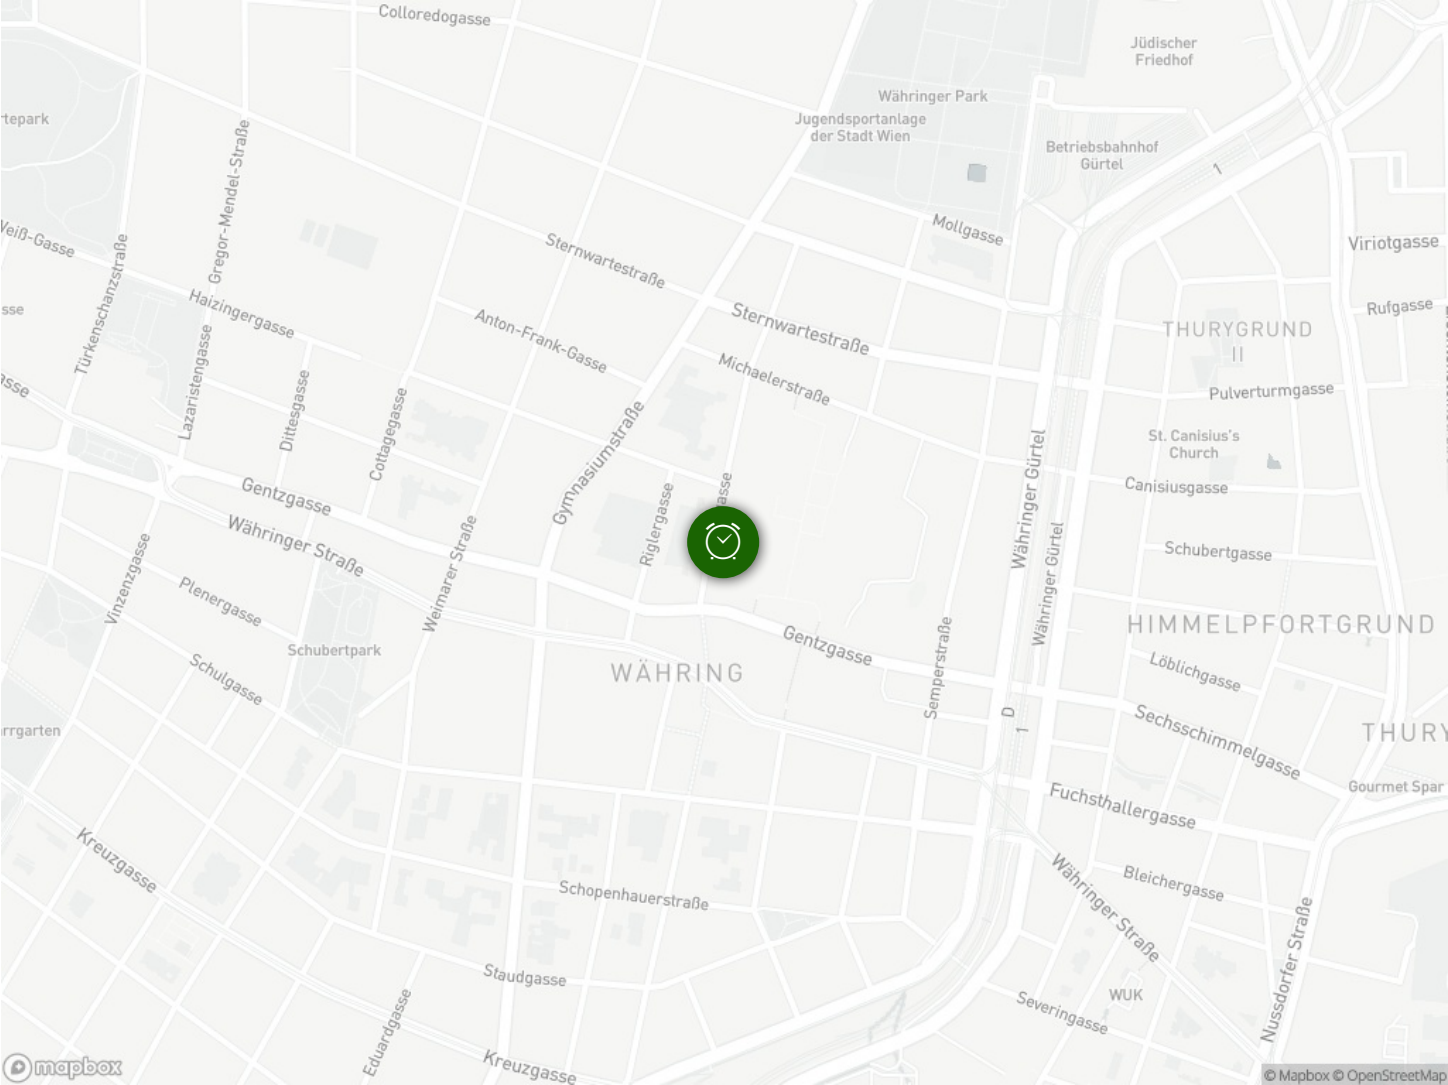 Colloredogasse
Jüdischer
Friedhof
Währinger Park
Jugendsportanlage
der Stadt Wien
rtepark
Betriebsbahnhof
Gürtel
1
Gregor-Mendel-Straße
Mollgasse
Weiß-Gasse
Viriotgasse
Sternwartestraße
Türkenschanzstraße
Haizingergasse
sse
Rufgasse
Sternwartestraße
Anton-Frank-Gasse
THURYGRUND
II
Lazaristengasse
Michaelerstraße
asse
Pulverturmgasse
Dittesgasse
Cottagegasse
Gymnasiumstraße
St. Canisius's
Church
Währinger Gürtel
Canisiusgasse
Gentzgasse
asse
Riglergasse
Währinger Straße
Weimarer Straße
Währinger Gürtel
Schubertgasse
Vinzenzgasse
Plenergasse
HIMMELPFORTGRUND
Schubertpark
Gentzgasse
WÄHRING
Semperstraße
Löblichgasse
Schulgasse
D
1
Sechsschimmelgasse
rrgarten
THURY
Gourmet Spar
Fuchsthallergasse
Kreuzgasse
Währinger Straße
Bleichergasse
Schopenhauerstraße
Nussdorfer Straße
Staudgasse
WUK
Severingasse
Eduardgasse
Kreuzgasse
mapbox
© Mapbox © OpenStreetMap